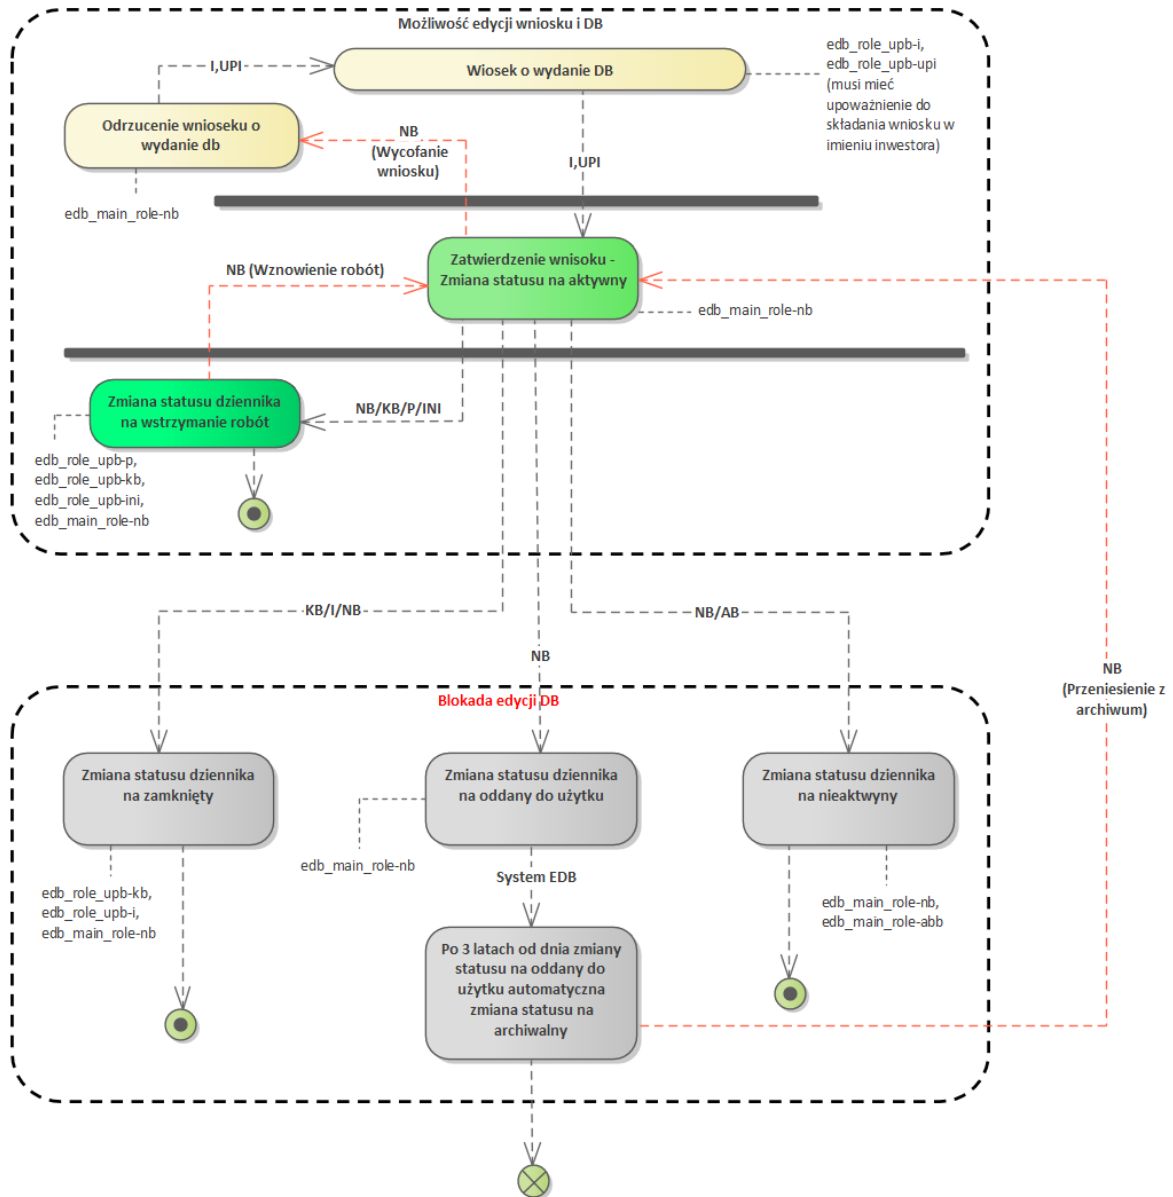 Możliwość edycji wniosku i DB
I,UPI
Wiosek o wydanie DB
edb_role_upb-i,
edb_role_upb-upi
(musi mieć
upoważnienie do
składania wniosku w
imieniu inwestora)
Odrzucenie wnioseku o
wydanie db
NB
(Wycofanie
wniosku)
I,UPI
edb_main_role-nb
Zatwierdzenie wnisoku -
Zmiana statusu na aktywny
NB (Wznowienie robót)
edb_main_role-nb
Zmiana statusu dziennika
na wstrzymanie robót
NB/KB/P/INI
edb_role_upb-p,
edb_role_upb-kb,
edb_role_upb-ini,
edb_main_role-nb
KB/I/NB
NB/AB
NB
NB
(Przeniesienie z
archiwum)
Blokada edycji DB
Zmiana statusu dziennika
na zamknięty
Zmiana statusu dziennika
na oddany do użytku
Zmiana statusu dziennika
na nieaktwyny
edb_main_role-nb
System EDB
edb_role_upb-kb,
edb_role_upb-i,
edb_main_role-nb
edb_main_role-nb,
edb_main_role-abb
Po 3 latach od dnia zmiany
statusu na oddany do
użytku automatyczna
zmiana statusu na
archiwalny